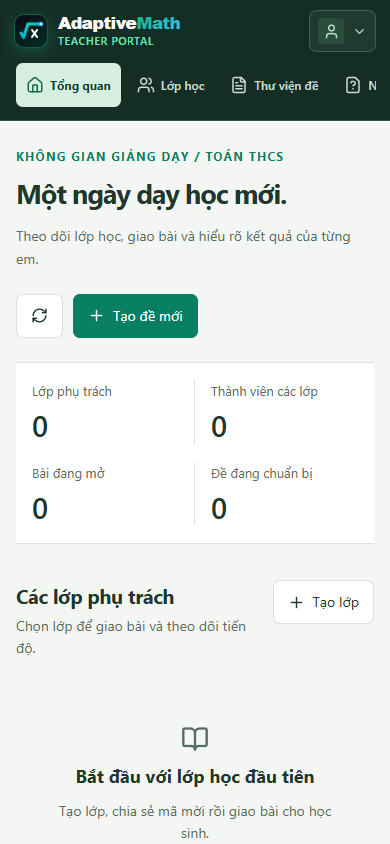 AdaptiveMath
TEACHER PORTAL
Tổng quan
Lớp học
Thư viện đề
N
KHÔNG GIAN GIẢNG DẠY / TOÁN THCS
Một ngày dạy học mới.
Theo dõi lớp học, giao bài và hiểu rõ kết quả của từng
em.
Tạo đề mới
Lớp phụ trách
Thành viên các lớp
0
0
Bài đang mở
Đề đang chuẩn bị
0
0
Các lớp phụ trách
Tạo lớp
Chọn lớp để giao bài và theo dõi tiến
độ.
Bắt đầu với lớp học đầu tiên
Tạo lớp, chia sẻ mã mời rồi giao bài cho học
sinh.